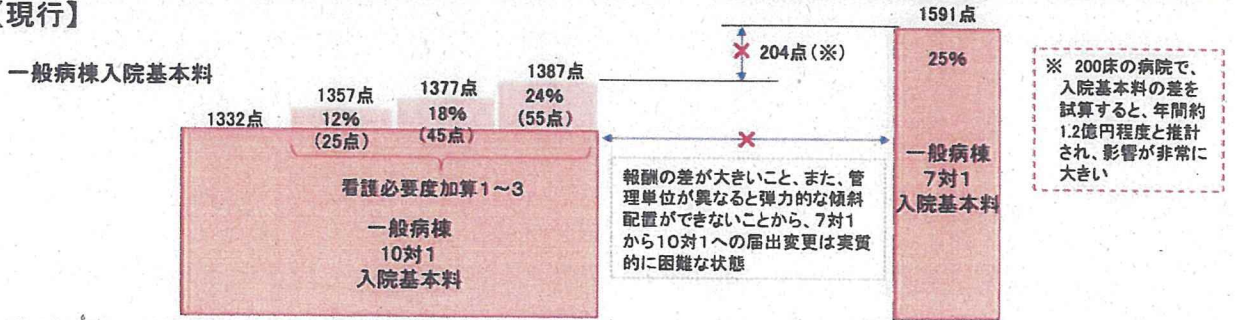 【現行】
一般病棟入院基本料
1332点
1357点
12%
(25点)
1377点
18%
(45点)
1387点
24%
(55点)
看護必要度加算1～3
一般病棟
10対1
入院基本料
204点(※)
報酬の差が大きいこと、また、管
理単位が異なると弾力的な傾斜
配置ができないことから、7対1
から10対1への届出変更は実質
的に困難な状態
1591点
25%
一般病棟
7対1
入院基本料
※ 200床の病院で、
入院基本料の差を
試算すると、年間約
1.2億円程度と推計
され、影響が非常に
大きい